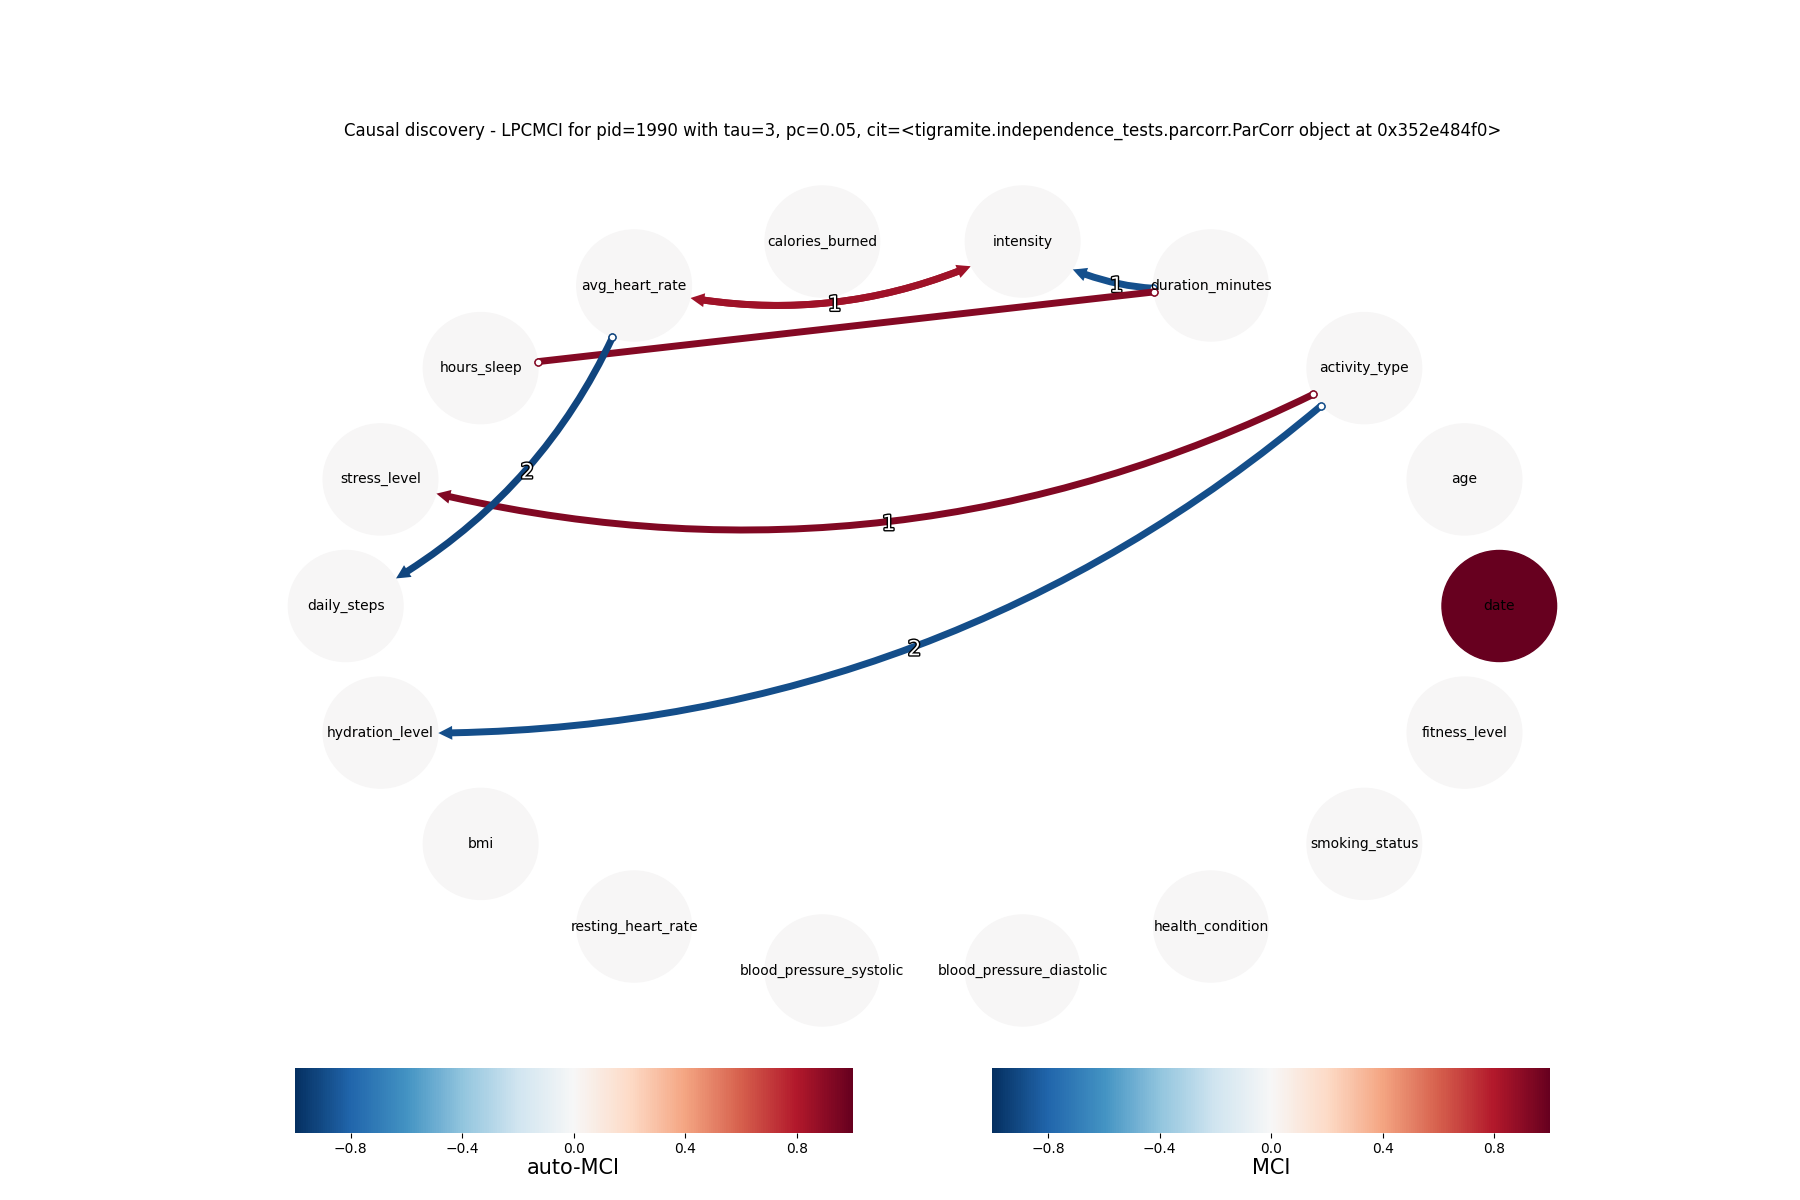 Causal discovery - LPCMCI for pid=1990 with tau=3, pc=0.05, cit=<tigramite.independence_tests.parcorr.ParCorr object at 0x352e484f0>
calories_burned
intensity
avg_heart_rate
1
1
duration_minutes
hours_sleep
activity_type
stress_level
2
age
1
daily_steps
date
2
hydration_level
fitness_level
bmi
smoking_status
resting_heart_rate
health_condition
blood_pressure_systolic
blood_pressure_diastolic
−0.8 −0.4 0.0 0.4 0.8
auto-MCI
−0.8 −0.4 0.0 0.4 0.8
MCI